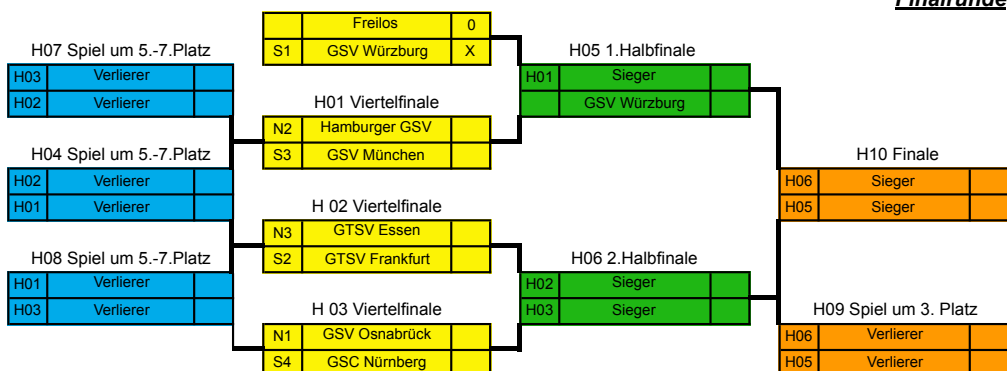 Finalrunde
Freilos 0
S1 GSV Würzburg X
H07 Spiel um 5.-7.Platz
H03 Verlierer
H02 Verlierer
H05 1.Halbfinale
H01 Sieger
GSV Würzburg
H01 Viertelfinale
N2 Hamburger GSV
S3 GSV München
H04 Spiel um 5.-7.Platz
H02 Verlierer
H01 Verlierer
H10 Finale
H06 Sieger
H05 Sieger
H 02 Viertelfinale
N3 GTSV Essen
S2 GTSV Frankfurt
H08 Spiel um 5.-7.Platz
H01 Verlierer
H03 Verlierer
H06 2.Halbfinale
H02 Sieger
H03 Sieger
H 03 Viertelfinale
N1 GSV Osnabrück
S4 GSC Nürnberg
H09 Spiel um 3. Platz
H06 Verlierer
H05 Verlierer